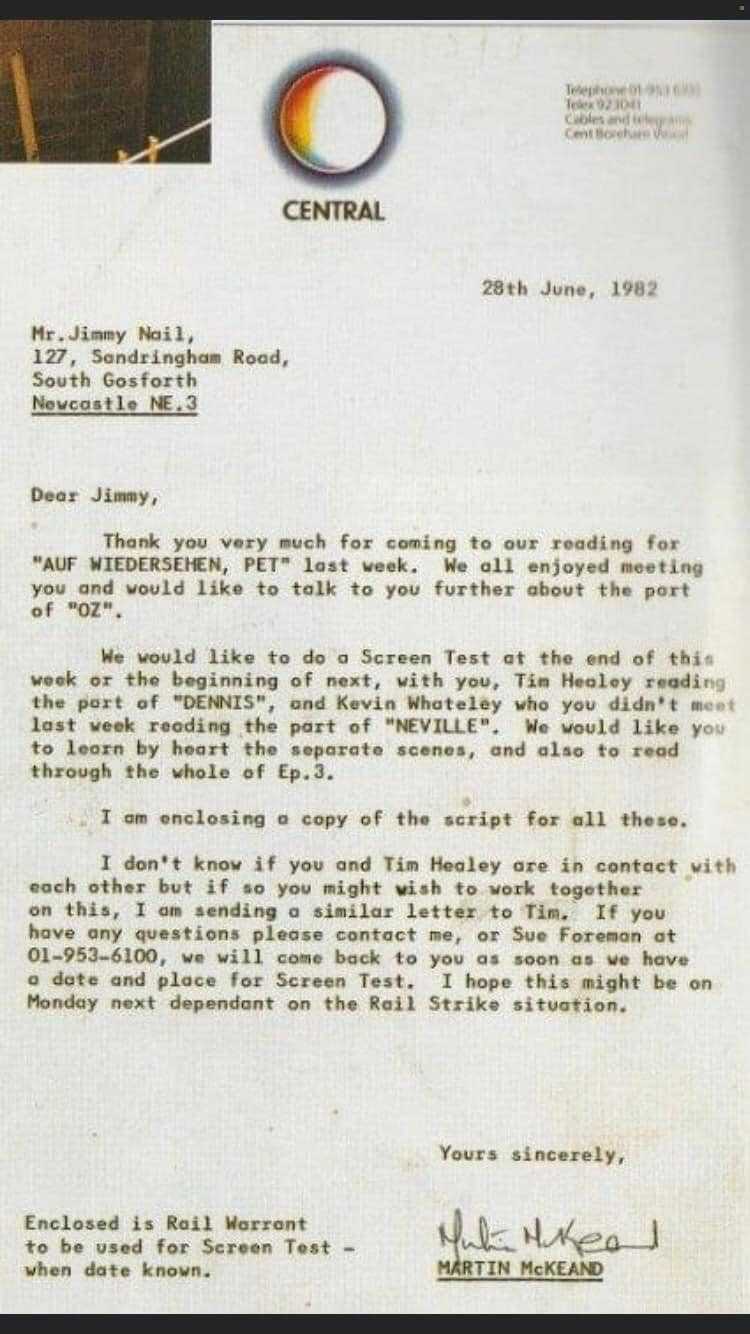 Telephone 01-953 6100
Telex 923041
Cables and telegrams
Cent Boreham Wood
CENTRAL
28th June, 1982
Mr.Jimmy Nail,
127, Sandringham Road,
South Gosforth
Newcastle NE.3
Dear Jimmy,
Thank you very much for coming to our reading for
"AUF WIEDERSEHEN, PET" last week. We all enjoyed meeting
you and would like to talk to you further about the part
of "OZ".
We would like to do a Screen Test at the end of this
week or the beginning of next, with you, Tim Healey reading
the part of "DENNIS", and Kevin Whateley who you didn't meet
last week reading the part of "NEVILLE". We would like you
to learn by heart the separate scenes, and also to read
through the whole of Ep.3.
I am enclosing a copy of the script for all these.
I don't know if you and Tim Healey are in contact with
each other but if so you might wish to work together
on this, I am sending a similar letter to Tim. If you
have any questions please contact me, or Sue Foreman at
01-953-6100, we will come back to you as soon as we have
a date and place for Screen Test. I hope this might be on
Monday next dependant on the Rail Strike situation.
Yours sincerely,
Enclosed is Rail Warrant
to be used for Screen Test -
when date known.
Martin McKeand
MARTIN McKEAND